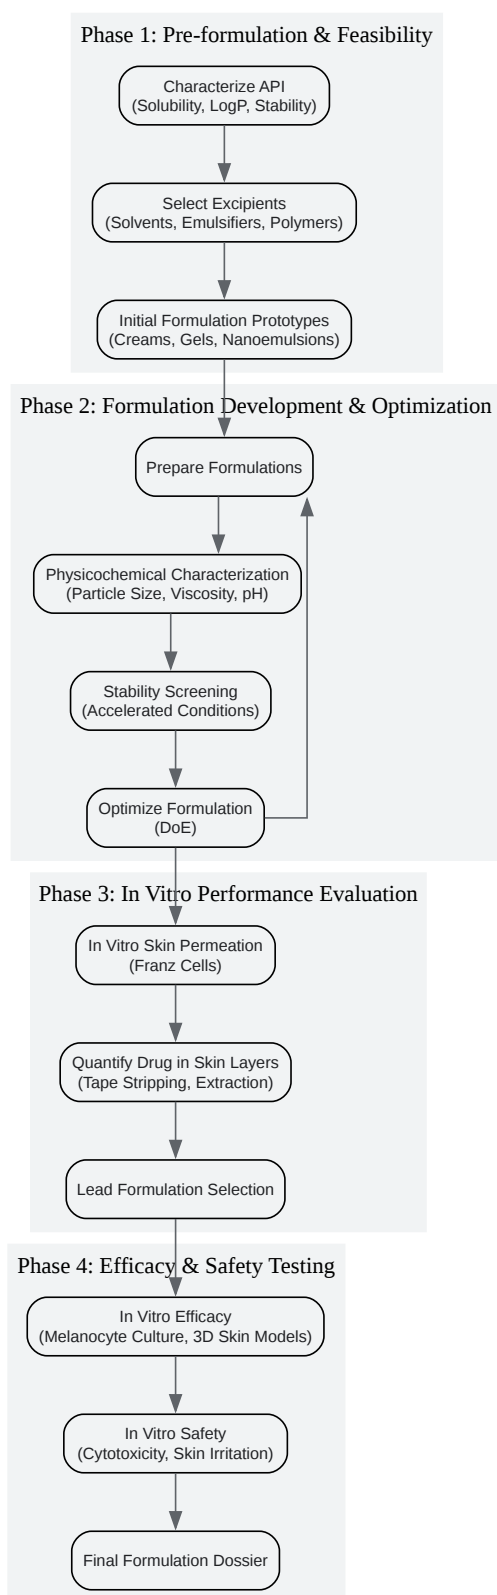 Phase 1: Pre-formulation & Feasibility
Characterize API
(Solubility, LogP, Stability)
Select Excipients
(Solvents, Emulsifiers, Polymers)
Initial Formulation Prototypes
(Creams, Gels, Nanoemulsions)
Phase 2: Formulation Development & Optimization
Prepare Formulations
Physicochemical Characterization
(Particle Size, Viscosity, pH)
Stability Screening
(Accelerated Conditions)
Optimize Formulation
(DoE)
Phase 3: In Vitro Performance Evaluation
In Vitro Skin Permeation
(Franz Cells)
Quantify Drug in Skin Layers
(Tape Stripping, Extraction)
Lead Formulation Selection
Phase 4: Efficacy & Safety Testing
In Vitro Efficacy
(Melanocyte Culture, 3D Skin Models)
In Vitro Safety
(Cytotoxicity, Skin Irritation)
Final Formulation Dossier